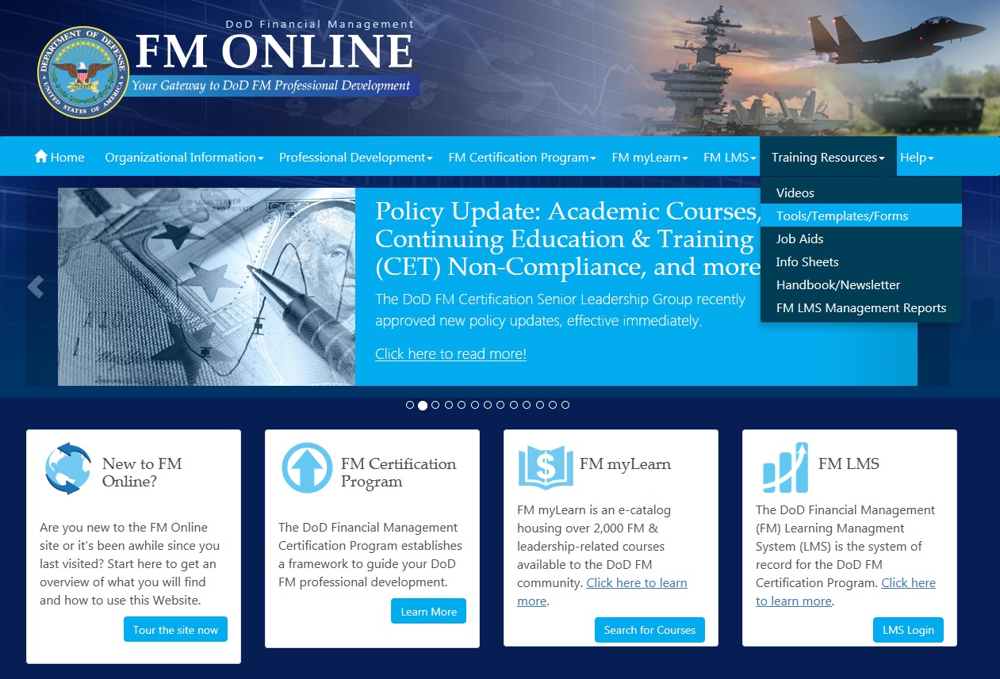 DoD Financial Management
FM ONLINE
Your Gateway to DoD FM Professional Development
DEPARTMENT OF DEFENSE
UNITED STATES OF AMERICA
Home
Organizational Information
Professional Development
FM Certification Program
FM myLearn
FM LMS
Training Resources
Help
Videos
Tools/Templates/Forms
Job Aids
Info Sheets
Handbook/Newsletter
FM LMS Management Reports
Policy Update: Academic Courses,
Continuing Education & Training
(CET) Non-Compliance, and more
The DoD FM Certification Senior Leadership Group recently
approved new policy updates, effective immediately.
Click here to read more!
New to FM
Online?
Are you new to the FM Online
site or it's been awhile since you
last visited? Start here to get an
overview of what you will find
and how to use this Website.
Tour the site now
FM Certification
Program
The DoD Financial Management
Certification Program establishes
a framework to guide your DoD
FM professional development.
Learn More
FM myLearn
FM myLearn is an e-catalog
housing over 2,000 FM &
leadership-related courses
available to the DoD FM
community. Click here to learn
more.
Search for Courses
FM LMS
The DoD Financial Management
(FM) Learning Managment
System (LMS) is the system of
record for the DoD FM
Certification Program. Click here
to learn more.
LMS Login